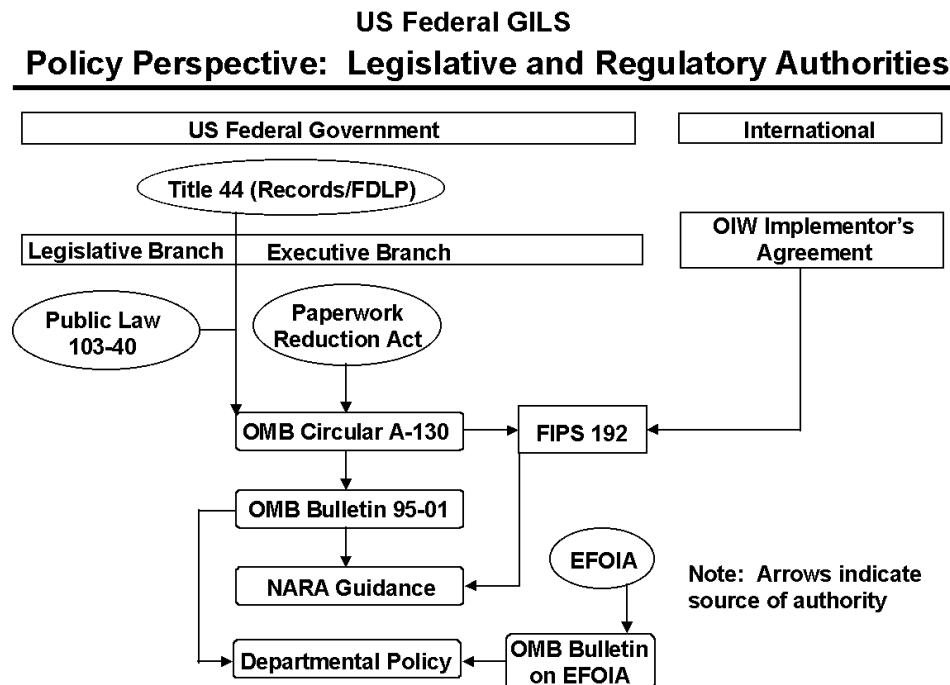 US Federal GILS
Policy Perspective:  Legislative and Regulatory Authorities
US Federal Government
International
Title 44 (Records/FDLP)
OIW Implementor's
Agreement
Legislative Branch
Executive Branch
Public Law
103-40
Paperwork
Reduction Act
OMB Circular A-130
FIPS 192
OMB Bulletin 95-01
EFOIA
NARA Guidance
Note:  Arrows indicate
source of authority
Departmental Policy
OMB Bulletin
on EFOIA